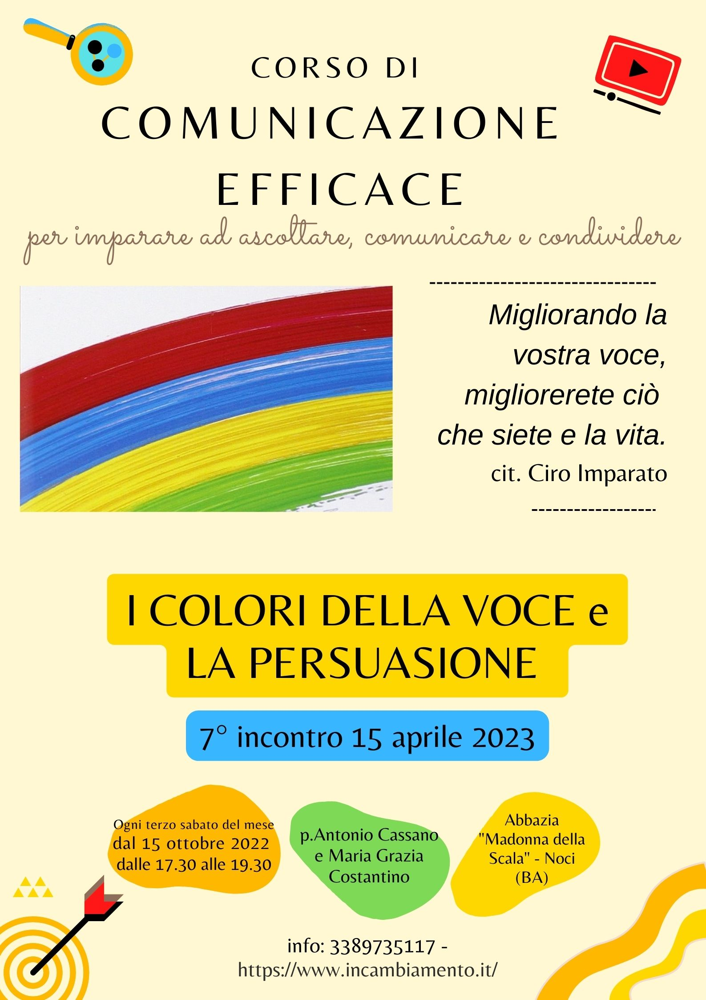 CORSO DI
COMUNICAZIONE
EFFICACE
per imparare ad ascoltare, comunicare e condividere
--------------------------------
Migliorando la
vostra voce,
migliorerete ciò
che siete e la vita.
cit. Ciro Imparato
------------------
I COLORI DELLA VOCE e
LA PERSUASIONE
7° incontro 15 aprile 2023
Ogni terzo sabato del mese
dal 15 ottobre 2022
dalle 17.30 alle 19.30
p.Antonio Cassano
e Maria Grazia
Costantino
Abbazia
"Madonna della
Scala" - Noci
(BA)
info: 3389735117 -
https://www.incambiamento.it/